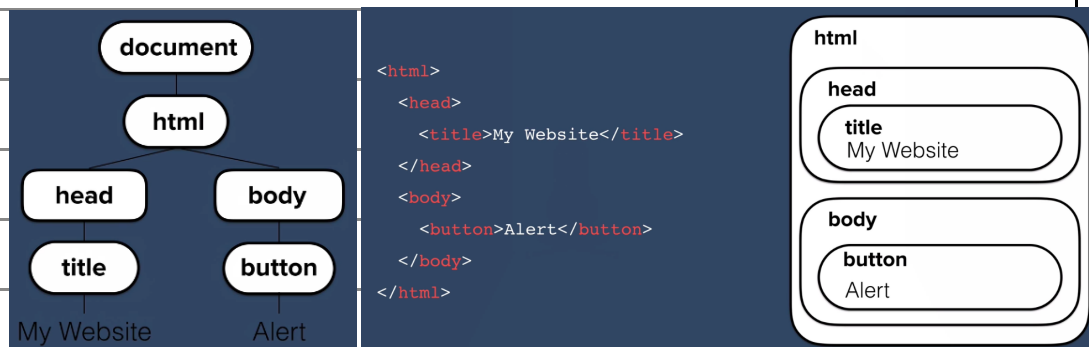 document
html
head
body
title
button
My Website
Alert
<html>
<head>
<title>My Website</title>
</head>
<body>
<button>Alert</button>
</body>
</html>
html
head
title
My Website
body
button
Alert